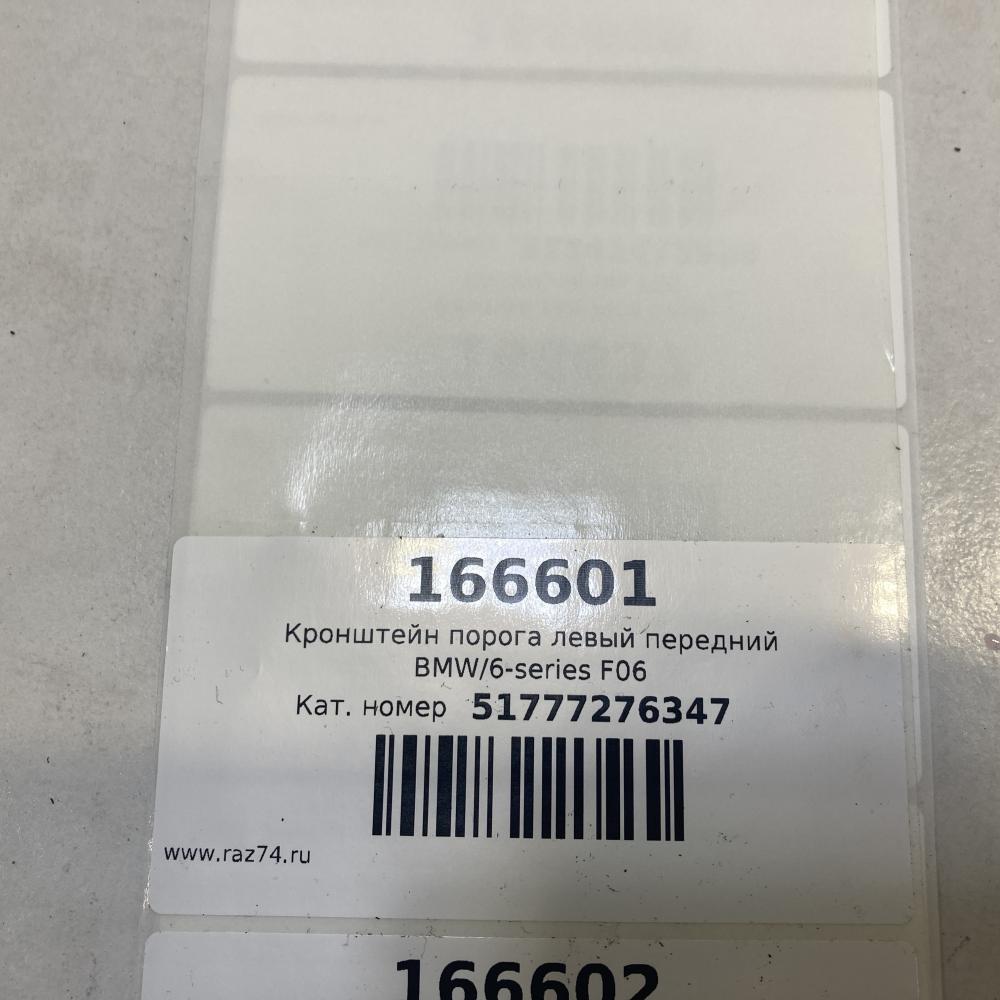 166601
Кронштейн порога левый передний
BMW/6-series F06
Кат. номер 51777276347
www.raz74.ru
166602